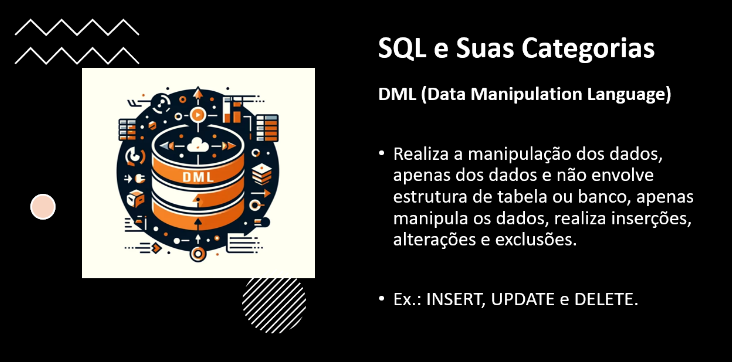 SQL e Suas Categorias
DML (Data Manipulation Language)
• Realiza a manipulação dos dados,
apenas dos dados e não envolve
estrutura de tabela ou banco, apenas
manipula os dados, realiza inserções,
alterações e exclusões.
• Ex.: INSERT, UPDATE e DELETE.
DML